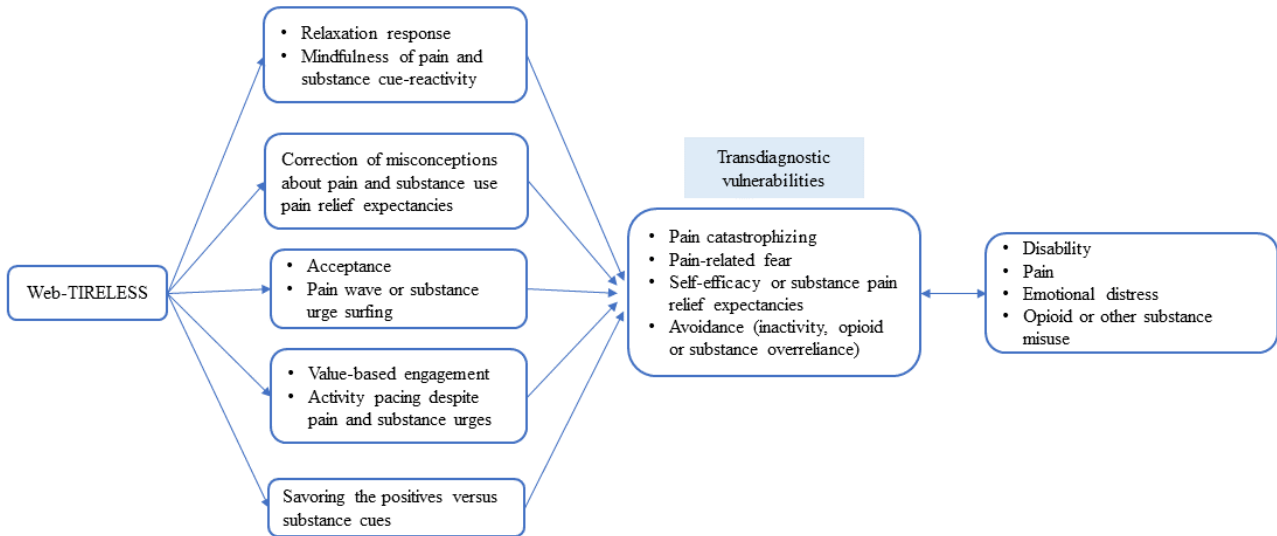 Web-TIRELESS
• Relaxation response
• Mindfulness of pain and
substance cue-reactivity
Correction of misconceptions
about pain and substance use
pain relief expectancies
• Acceptance
• Pain wave or substance
urge surfing
• Value-based engagement
• Activity pacing despite
pain and substance urges
Savoring the positives versus
substance cues
Transdiagnostic
vulnerabilities
• Pain catastrophizing
• Pain-related fear
• Self-efficacy or substance pain
relief expectancies
• Avoidance (inactivity, opioid
or substance overreliance)
• Disability
• Pain
• Emotional distress
• Opioid or other substance
misuse